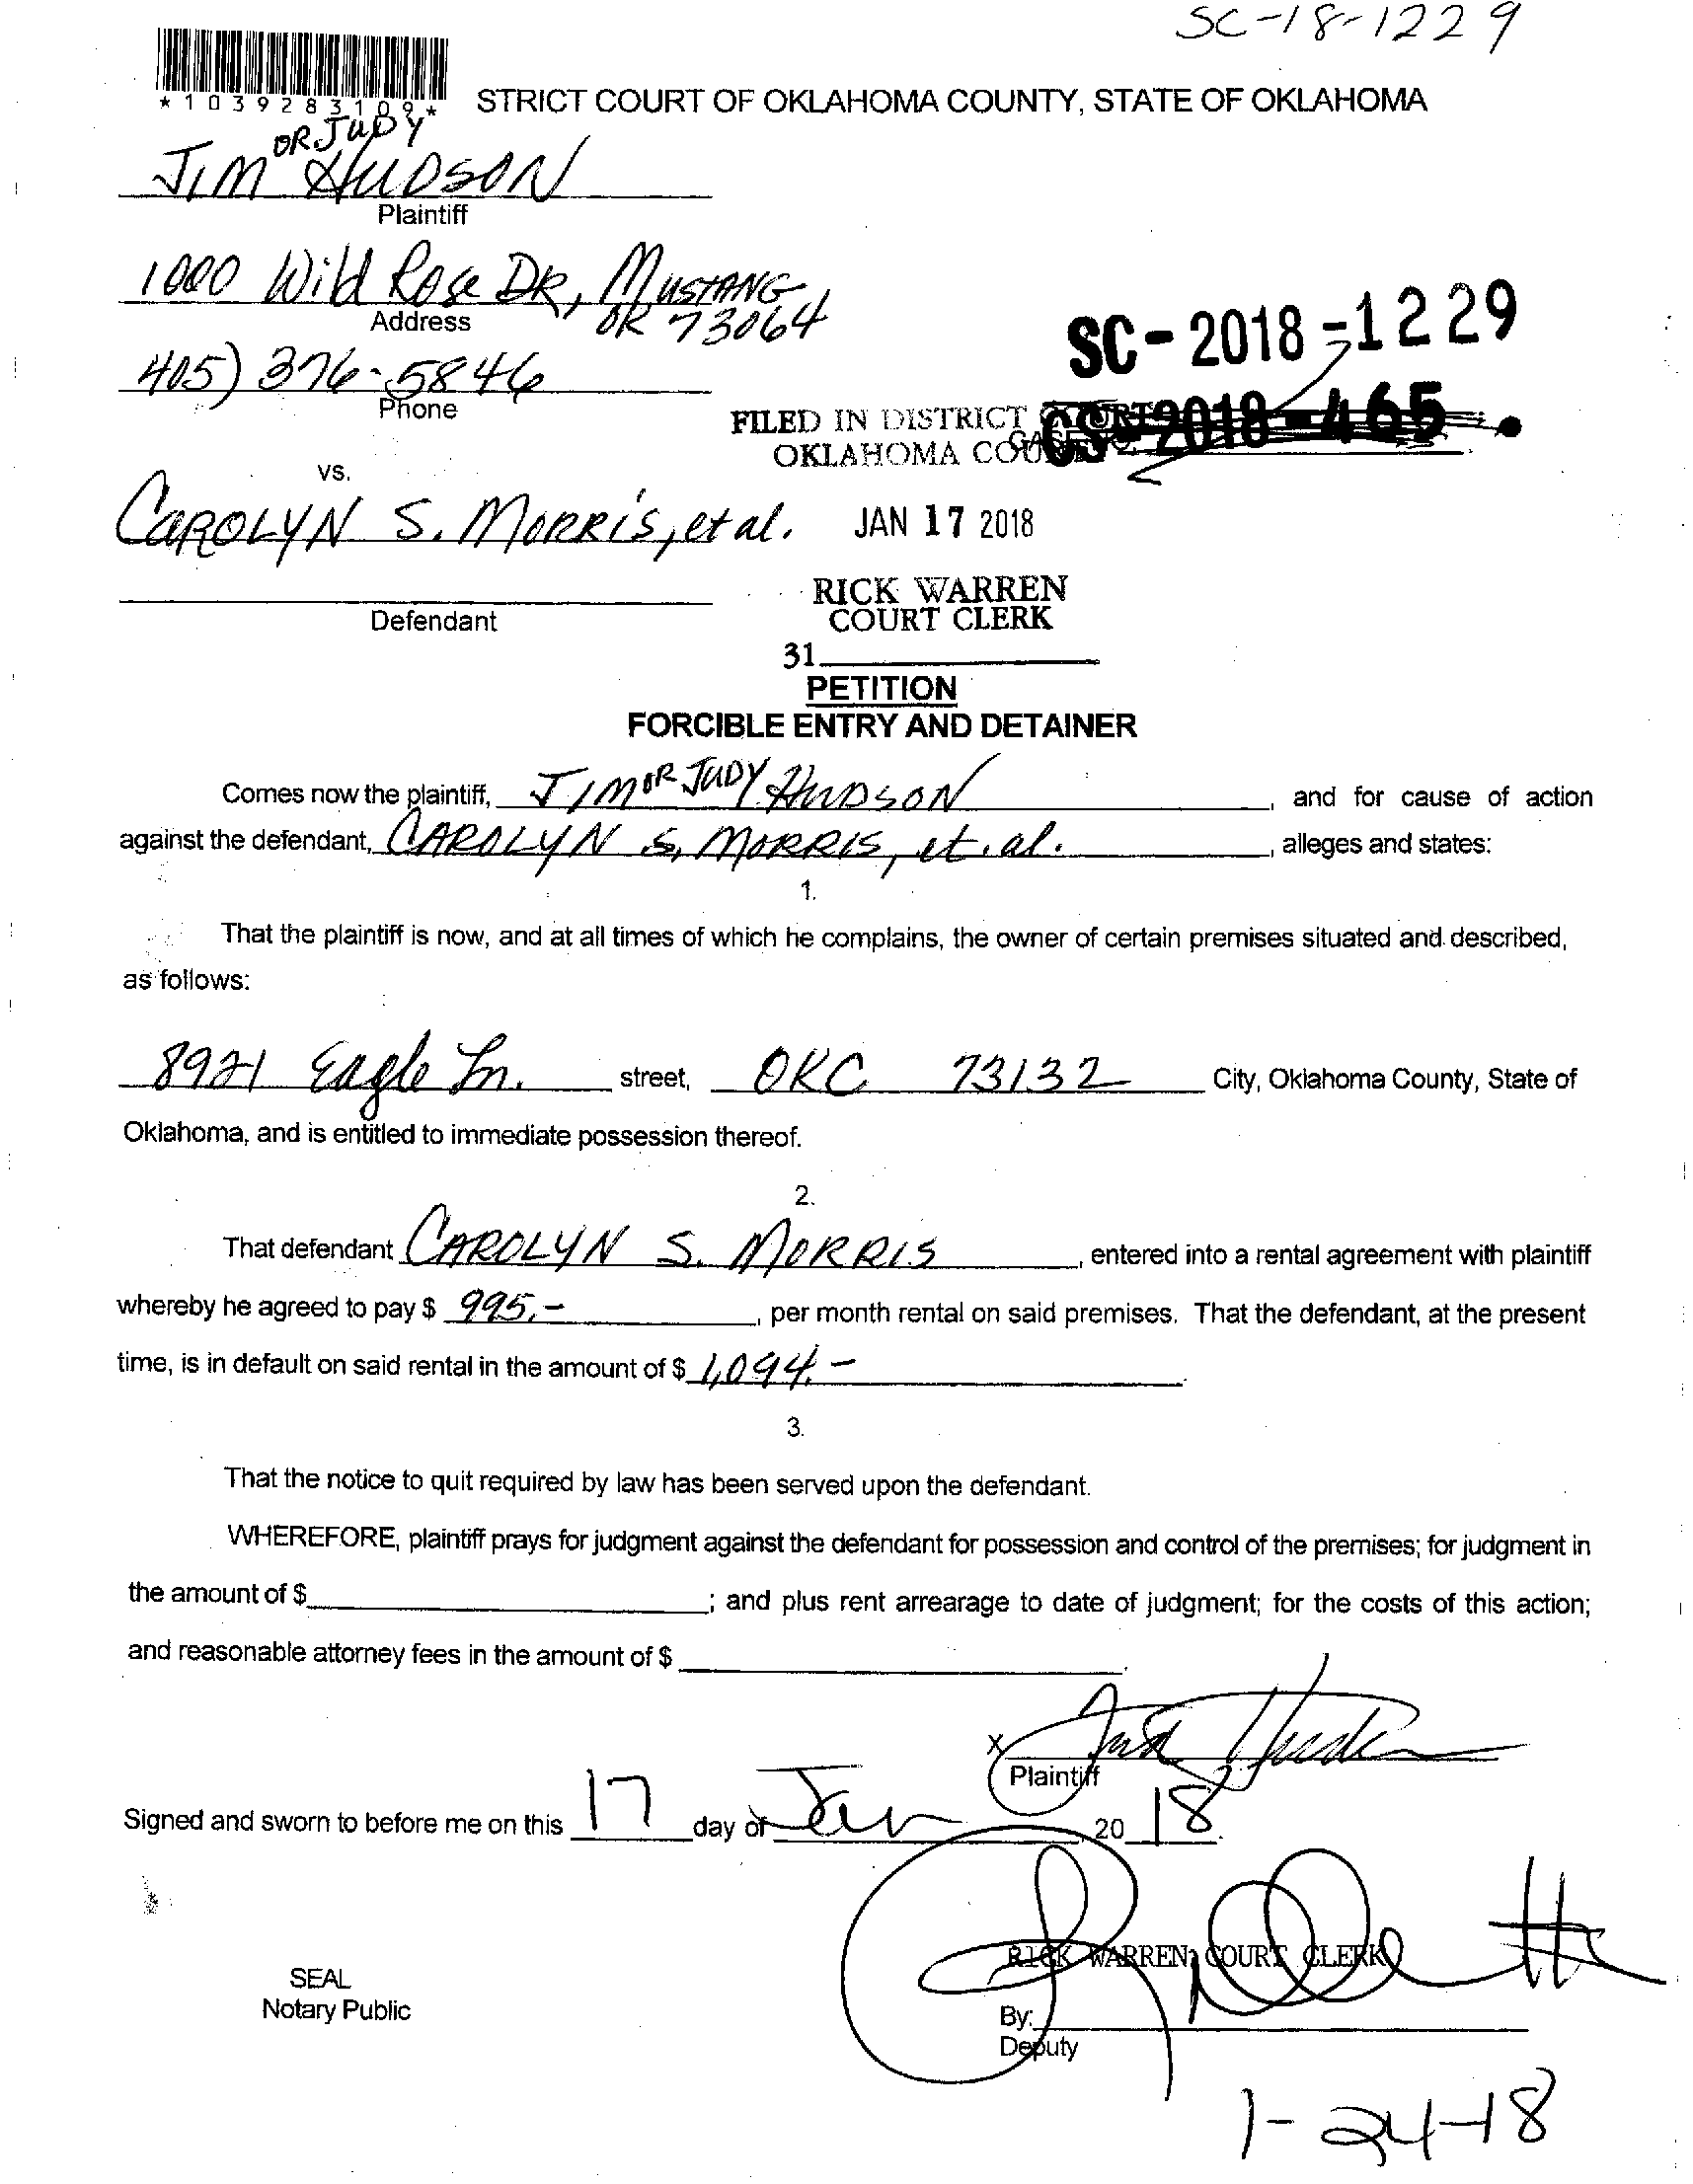 SC-18-1229
*1039283109*
STRICT COURT OF OKLAHOMA COUNTY, STATE OF OKLAHOMA
OR JUDY
JIM HUDSON
Plaintiff
1000 Wild Rose DR, MUSTANG
Address
OK 73064
405) 376-5846
Phone
SC-2018-1229
FILED IN DISTRICT COURT
CS-2018-465
OKLAHOMA COU
vs.
CAROLYN S. MORRIS, et al.
JAN 17 2018
RICK WARREN
COURT CLERK
Defendant
31
PETITION
FORCIBLE ENTRY AND DETAINER
Comes now the plaintiff, JIM OR JUDY HUDSON, and for cause of action
against the defendant, CAROLYN S, MORRIS, et. al., alleges and states:
1.
That the plaintiff is now, and at all times of which he complains, the owner of certain premises situated and described,
as follows:
8921 Eagle Ln. street, OKC 73132 City, Oklahoma County, State of
Oklahoma, and is entitled to immediate possession thereof.
2.
That defendant CAROLYN S. MORRIS, entered into a rental agreement with plaintiff
whereby he agreed to pay $ 995.-, per month rental on said premises. That the defendant, at the present
time, is in default on said rental in the amount of $ 1,094.-.
3.
That the notice to quit required by law has been served upon the defendant.
WHEREFORE, plaintiff prays for judgment against the defendant for possession and control of the premises; for judgment in
the amount of $; and plus rent arrearage to date of judgment; for the costs of this action;
and reasonable attorney fees in the amount of $
X
Plaintiff
Signed and sworn to before me on this 17 day of Jan, 20 18.
RICK WARREN, COURT CLERK
SEAL
Notary Public
By:
Deputy
1-24-18